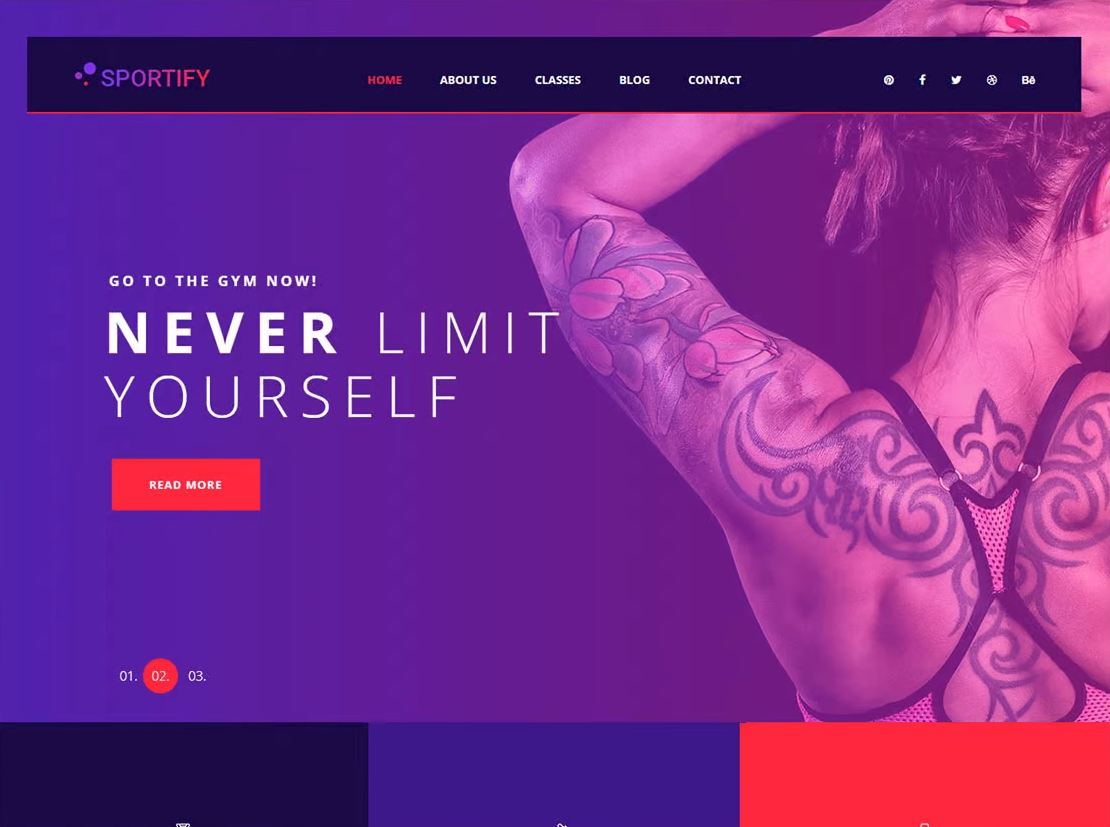 SPORTIFY
HOME ABOUT US CLASSES BLOG CONTACT Bē
GO TO THE GYM NOW!
NEVER LIMIT
YOURSELF
READ MORE
01. 02. 03.